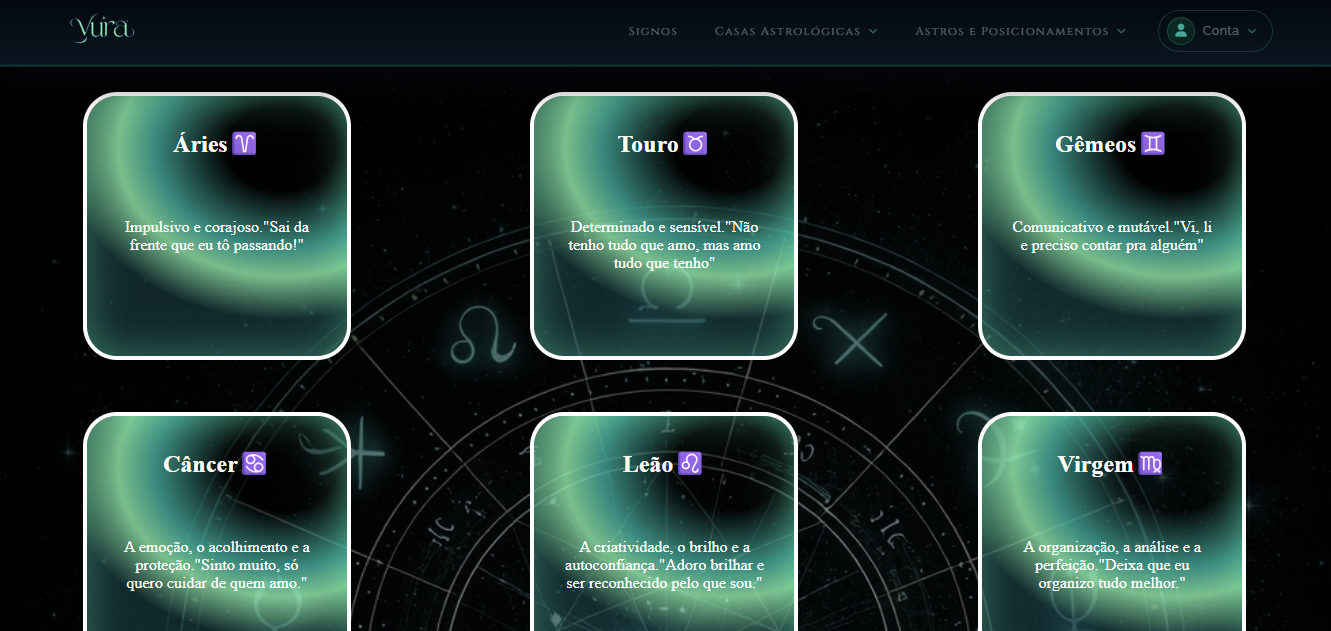 Yura
Signos
Casas Astrológicas
Astros e Posicionamentos
Conta
Áries ♈
Impulsivo e corajoso."Sai da
frente que eu tô passando!"
Touro ♉
Determinado e sensível."Não
tenho tudo que amo, mas amo
tudo que tenho"
Gêmeos ♊
Comunicativo e mutável."Vi, li
e preciso contar pra alguém"
Câncer ♋
A emoção, o acolhimento e a
proteção."Sinto muito, só
quero cuidar de quem amo."
Leão ♌
A criatividade, o brilho e a
autoconfiança."Adoro brilhar e
ser reconhecido pelo que sou."
Virgem ♍
A organização, a análise e a
perfeição."Deixa que eu
organizo tudo melhor."